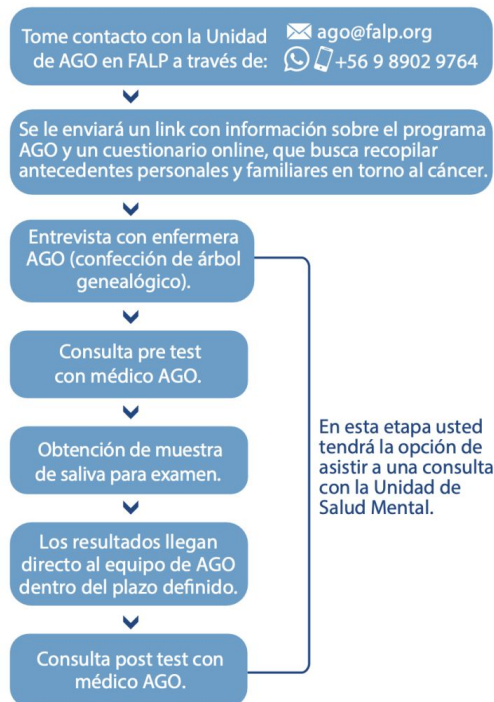 Tome contacto con la Unidad
de AGO en FALP a través de:
ago@falp.org
+56 9 8902 9764
Se le enviará un link con información sobre el programa
AGO y un cuestionario online, que busca recopilar
antecedentes personales y familiares en torno al cáncer.
Entrevista con enfermera
AGO (confección de árbol
genealógico).
Consulta pre test
con médico AGO.
Obtención de muestra
de saliva para examen.
Los resultados llegan
directo al equipo de AGO
dentro del plazo definido.
Consulta post test con
médico AGO.
En esta etapa usted
tendrá la opción de
asistir a una consulta
con la Unidad de
Salud Mental.